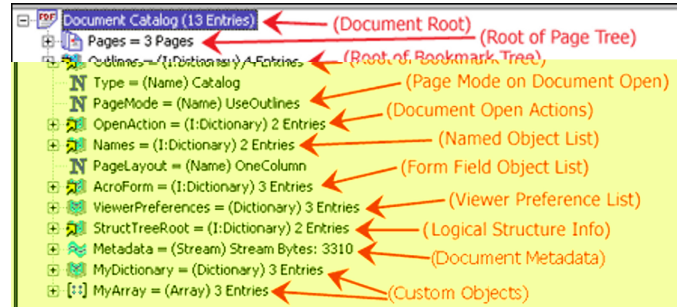 Document Catalog (13 Entries) (Document Root)
Pages = 3 Pages (Root of Page Tree)
Outlines = (I:Dictionary) 4 Entries (Root of Bookmark Tree)
Type = (Name) Catalog
PageMode = (Name) UseOutlines (Page Mode on Document Open)
OpenAction = (I:Dictionary) 2 Entries (Document Open Actions)
Names = (I:Dictionary) 2 Entries (Named Object List)
PageLayout = (Name) OneColumn
AcroForm = (I:Dictionary) 3 Entries (Form Field Object List)
ViewerPreferences = (Dictionary) 3 Entries (Viewer Preference List)
StructTreeRoot = (I:Dictionary) 2 Entries (Logical Structure Info)
Metadata = (Stream) Stream Bytes: 3310 (Document Metadata)
MyDictionary = (Dictionary) 3 Entries
MyArray = (Array) 3 Entries (Custom Objects)